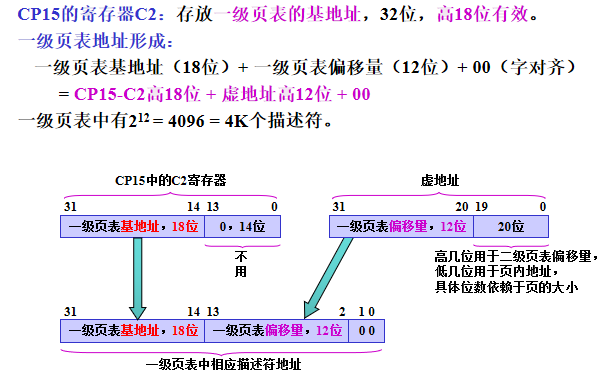 CP15的寄存器C2：存放一级页表的基地址，32位，高18位有效。
一级页表地址形成：
一级页表基地址（18位）+ 一级页表偏移量（12位）+ 00（字对齐）
= CP15-C2高18位 + 虚地址高12位 + 00
一级页表中有2¹² = 4096 = 4K个描述符。
CP15中的C2寄存器
虚地址
31 14 13 0
31 20 19 0
一级页表基地址，18位 0，14位
一级页表偏移量，12位 20位
不用
高几位用于二级页表偏移量，
低几位用于页内地址，
具体位数依赖于页的大小
31 14 13 2 1 0
一级页表基地址，18位 一级页表偏移量，12位 0 0
一级页表中相应描述符地址